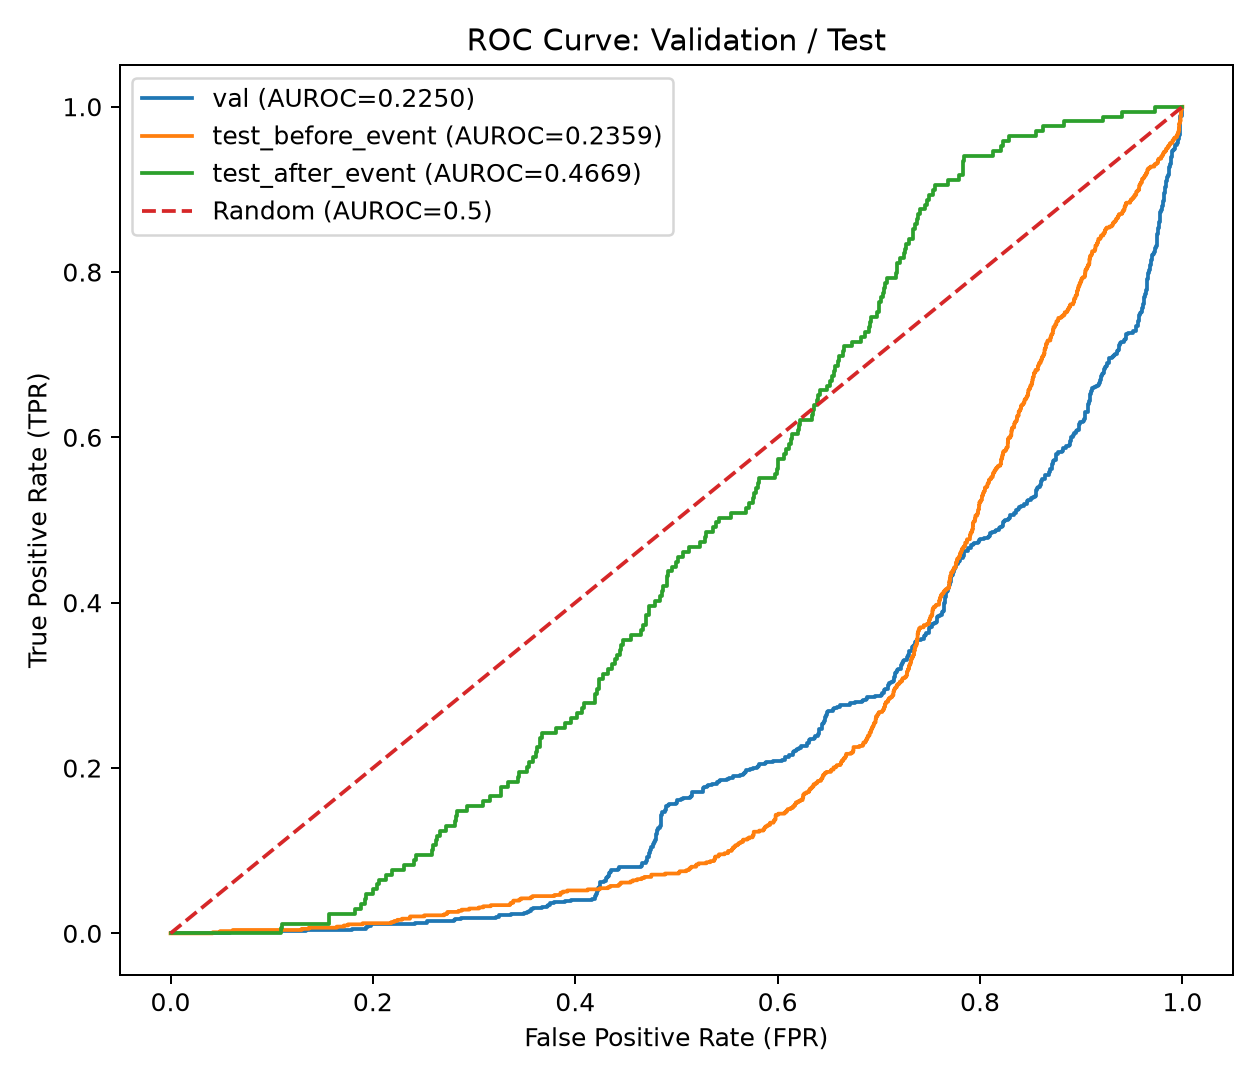 ROC Curve: Validation / Test
val (AUROC=0.2250)
test_before_event (AUROC=0.2359)
test_after_event (AUROC=0.4669)
Random (AUROC=0.5)
True Positive Rate (TPR)
1.0
0.8
0.6
0.4
0.2
0.0
0.0 0.2 0.4 0.6 0.8 1.0
False Positive Rate (FPR)